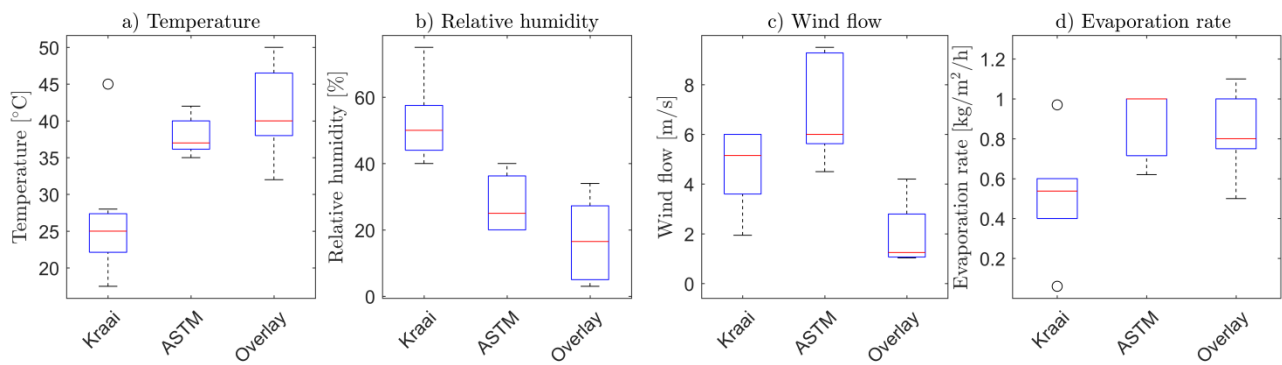 a) Temperature
Temperature [°C]
50
45
40
35
30
25
20
Kraai
ASTM
Overlay
b) Relative humidity
Relative humidity [%]
60
40
20
0
Kraai
ASTM
Overlay
c) Wind flow
Wind flow [m/s]
8
6
4
2
0
Kraai
ASTM
Overlay
d) Evaporation rate
Evaporation rate [kg/m²/h]
1.2
1
0.8
0.6
0.4
0.2
Kraai
ASTM
Overlay